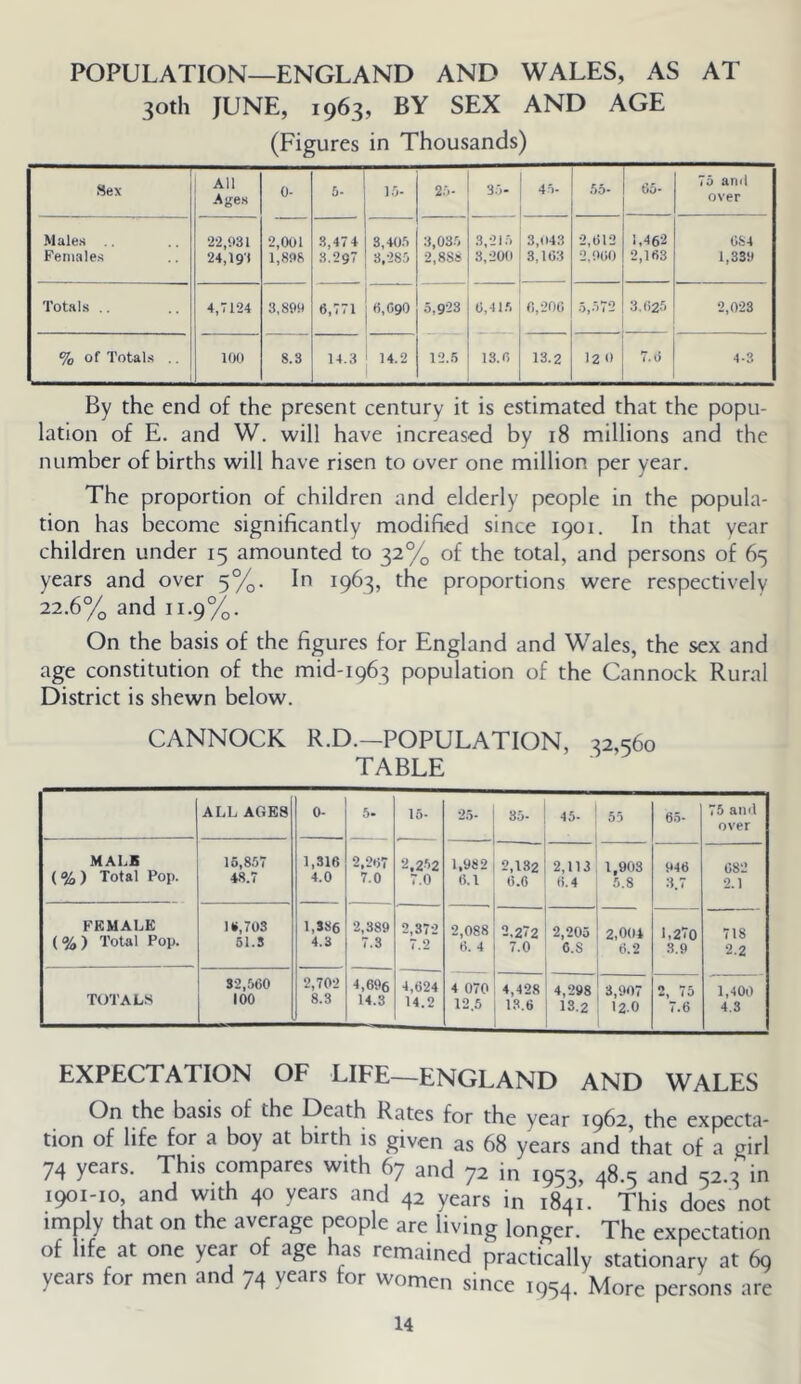 POPULATION—ENGLAND AND WALES, AS AT
30th JUNE, 1963, BY SEX AND AGE
(Figures in Thousands)
Sex All Ages 0- 5- 15- 25- 35- 45- 55- 65- 75 and over
Males .. .. 22,931 2,001 3,474 3,405 3,035 3,215 3,043 2,612 1,462 684
Females .. 24,193 1,898 3.297 3,285 2,888 3,200 3,163 2,960 2,163 1,339
Totals .. .. 4,7124 3,899 6,771 6,690 5,923 6,415 6,206 5,572 3,625 2,023
% of Totals .. 100 8.3 14.3 14.2 12.5 13.6 13.2 12 0 7.6 4.3
By the end of the present century it is estimated that the popu-
lation of E. and W. will have increased by 18 millions and the
number of births will have risen to over one million per year.
The proportion of children and elderly people in the popula-
tion has become significantly modified since 1901. In that year
children under 15 amounted to 32% of the total, and persons of 65
years and over 5%. In 1963, the proportions were respectively
22.6% and 11.9%.
On the basis of the figures for England and Wales, the sex and
age constitution of the mid-1963 population of the Cannock Rural
District is shewn below.
CANNOCK R.D.—POPULATION, 32,560
TABLE
ALL AGES 0- 5- 15- 25- 35- 45- 55 65- 75 and over
MALE 15,857 1,316 2,267 2,252 1,982 2,132 2,113 1,903 946 682
(%) Total Pop. 48.7 4.0 7.0 7.0 6.1 6.6 6.4 5.8 3.7 2.1
FEMALE 16,703 1,386 2,389 2,372 2,088 2,272 2,205 2,004 1,270 718
(%) Total Pop. 51.3 4.3 7.3 7.2 6.4 7.0 6.8 6.2 3.9 2.2
TOTALS 32,560 2,702 4,696 4,624 4 070 4,428 4,298 3,907 2, 75 1,400
100 8.3 14.3 14.2 12.5 13.6 13.2 12.0 7.6 4.3
EXPECTATION OF LIFE—ENGLAND AND WALES
On the basis of the Death Rates for the year 1962, the expecta-
tion of life for a boy at birth is given as 68 years and that of a girl
74 years. This compares with 67 and 72 in 1953, 48.5 and 52.3 in
1901-10, and with 40 years and 42 years in 1841. This does not
imply that on the average people are living longer. The expectation
of life at one year of age has remained practically stationary at 69
years for men and 74 years for women since 1954. More persons are
14